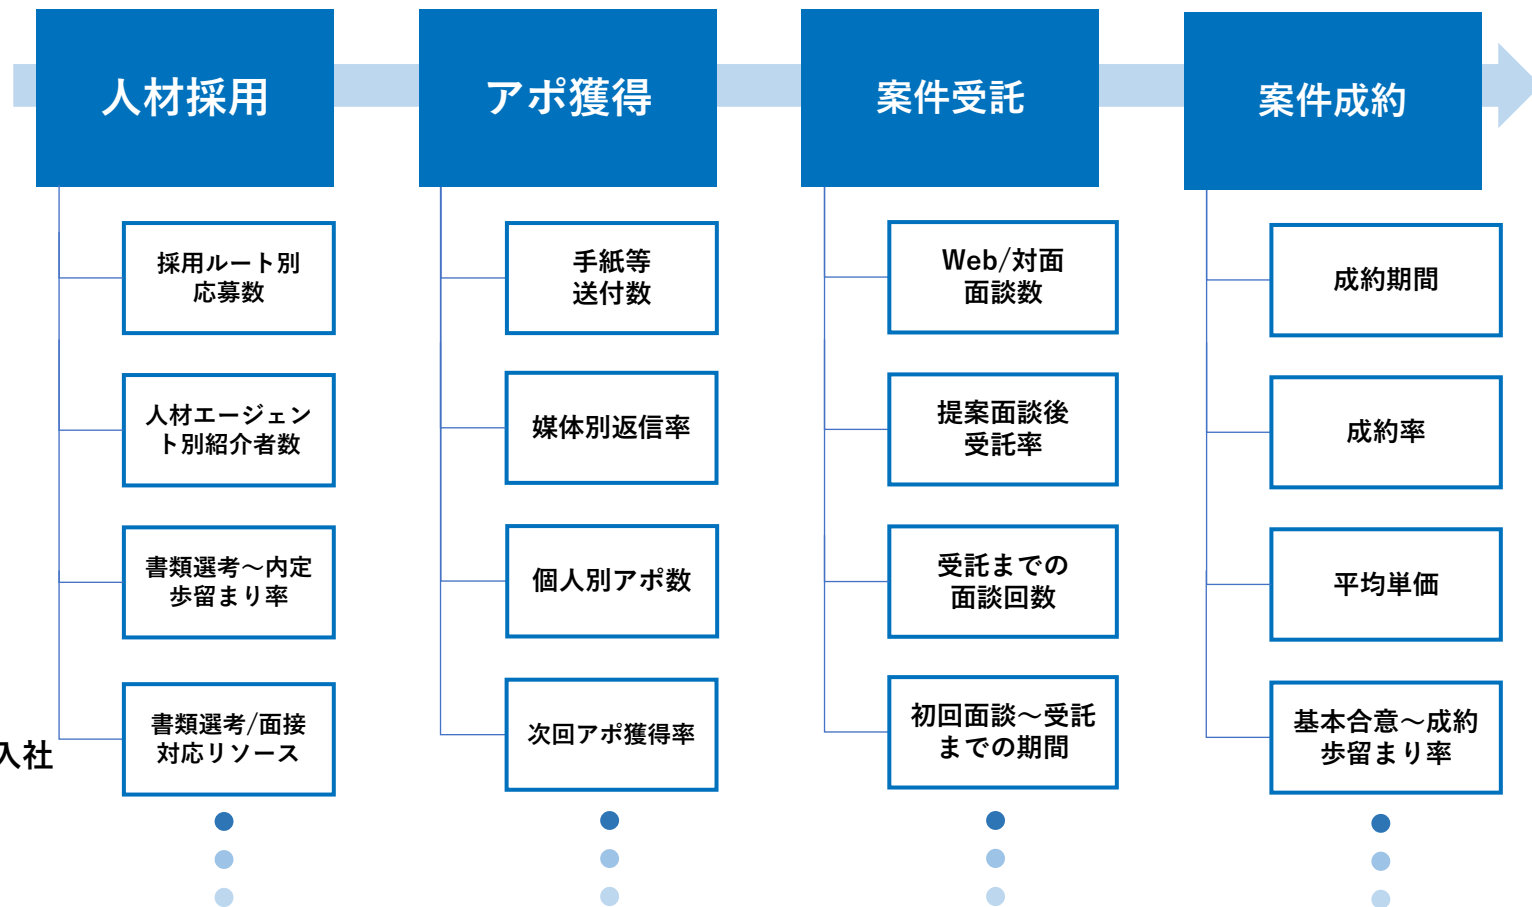 人材採用
アポ獲得
案件受託
案件成約
採用ルート別
応募数
人材エージェン
ト別紹介者数
書類選考～内定
歩留まり率
書類選考/面接
対応リソース
入社
手紙等
送付数
媒体別返信率
個人別アポ数
次回アポ獲得率
Web/対面
面談数
提案面談後
受託率
受託までの
面談回数
初回面談～受託
までの期間
成約期間
成約率
平均単価
基本合意～成約
歩留まり率